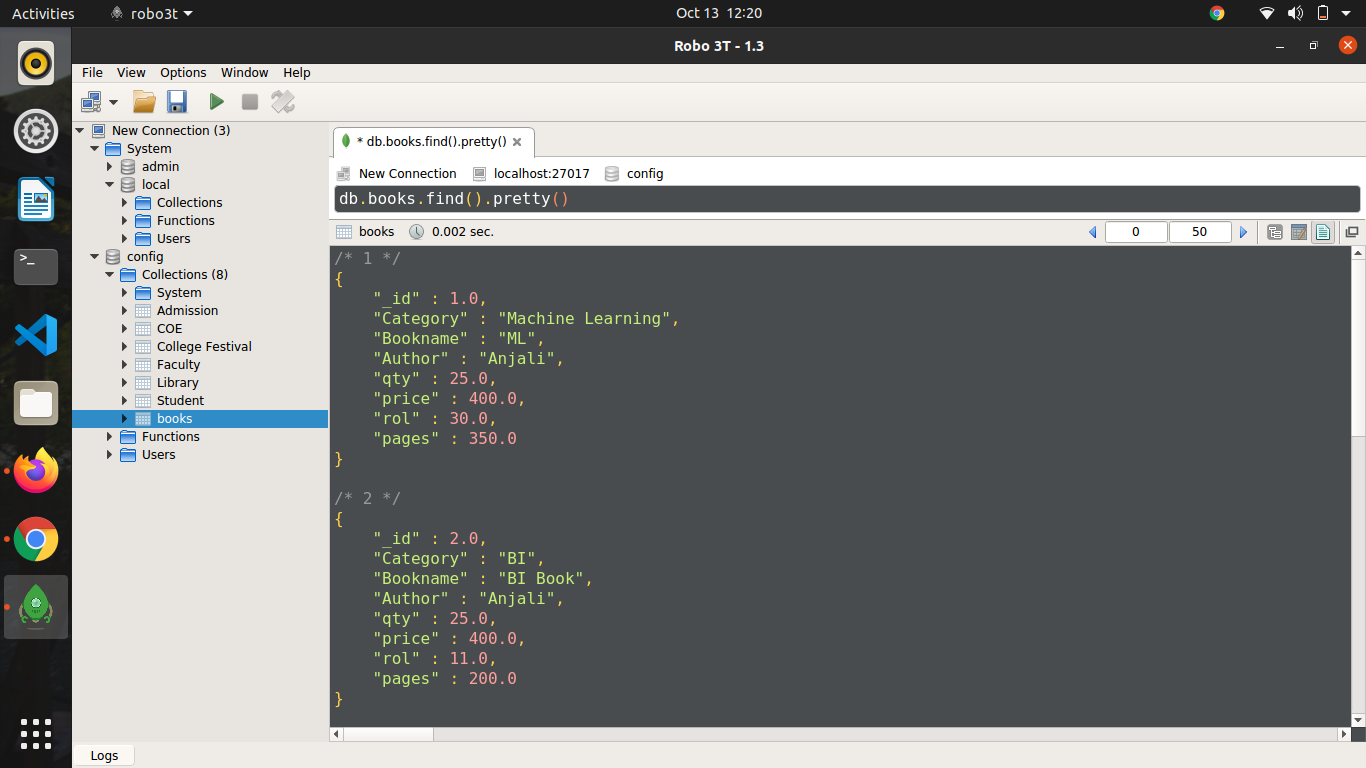 Activities
robo3t
Oct 13 12:20
Robo 3T - 1.3
File View Options Window Help
New Connection (3)
System
admin
local
Collections
Functions
Users
config
Collections (8)
System
Admission
COE
College Festival
Faculty
Library
Student
books
Functions
Users
* db.books.find().pretty()
New Connection localhost:27017 config
db.books.find().pretty()
books 0.002 sec. 0 50
/* 1 */
{
    "_id" : 1.0,
    "Category" : "Machine Learning",
    "Bookname" : "ML",
    "Author" : "Anjali",
    "qty" : 25.0,
    "price" : 400.0,
    "rol" : 30.0,
    "pages" : 350.0
}
/* 2 */
{
    "_id" : 2.0,
    "Category" : "BI",
    "Bookname" : "BI Book",
    "Author" : "Anjali",
    "qty" : 25.0,
    "price" : 400.0,
    "rol" : 11.0,
    "pages" : 200.0
}
Logs